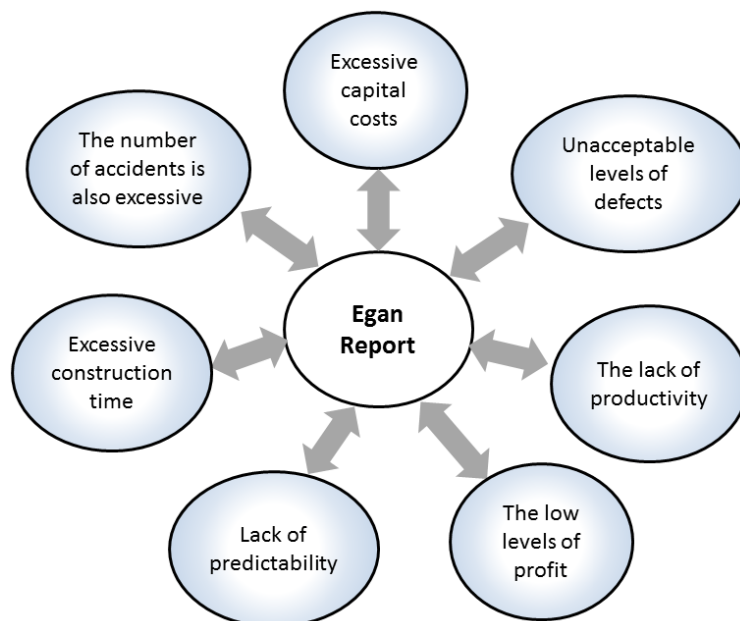 Excessive
capital
costs
The number
of accidents is
also excessive
Unacceptable
levels of
defects
Egan
Report
Excessive
construction
time
The lack of
productivity
Lack of
predictability
The low
levels of
profit